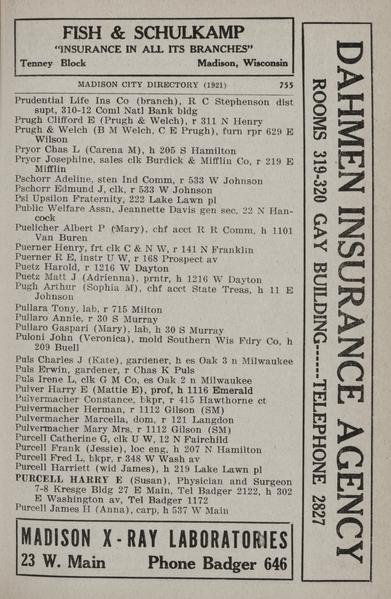 FISH & SCHULKAMP
"INSURANCE IN ALL ITS BRANCHES"
Tenney Block Madison, Wisconsin
MADISON CITY DIRECTORY (1921) 755
Prudential Life Ins Co (branch), R C Stephenson dist
supt, 310-12 Coml Natl Bank bldg
Prugh Clifford E (Prugh & Welch), r 311 N Henry
Prugh & Welch (B M Welch, C E Prugh), furn rpr 629 E
Wilson
Pryor Chas L (Carena M), h 205 S Hamilton
Pryor Josephine, sales clk Burdick & Mifflin Co, r 219 E
Mifflin
Pschorr Adeline, sten Ind Comm, r 533 W Johnson
Pschorr Edmund J, clk, r 533 W Johnson
Psi Upsilon Fraternity, 222 Lake Lawn pl
Public Welfare Assn, Jeannette Davis gen sec, 22 N Han-
cock
Puelicher Albert P (Mary), chf acct R R Comm, h 1101
Van Buren
Puerner Henry, frt clk C & N W, r 141 N Franklin
Puerner R E, instr U W, r 168 Prospect av
Puetz Harold, r 1216 W Dayton
Puetz Matt J (Adrienna), prntr, h 1216 W Dayton
Pugh Arthur (Sophia M), chf acct State Treas, h 11 E
Johnson
Pullara Tony, lab, r 715 Milton
Pullaro Annie, r 30 S Murray
Pullaro Gaspari (Mary), lab, h 30 S Murray
Puloni John (Veronica), mold Southern Wis Fdry Co, h
209 Buell
Puls Charles J (Kate), gardener, h es Oak 3 n Milwaukee
Puls Erwin, gardener, r Chas K Puls
Puls Irene L, clk G M Co, es Oak 2 n Milwaukee
Pulver Harry E (Mattie E), prof, h 1116 Emerald
Pulvermacher Constance, bkpr, r 415 Hawthorne ct
Pulvermacher Herman, r 1112 Gilson (SM)
Pulvermacher Marcella, dom, r 121 Langdon
Pulvermacher Mary Mrs, r 1112 Gilson (SM)
Purcell Catherine G, clk U W, 12 N Fairchild
Purcell Frank (Jessie), loc eng, h 207 N Hamilton
Purcell Fred L, bkpr, r 348 W Wash av
Purcell Harriett (wid James), h 219 Lake Lawn pl
PURCELL HARRY E (Susan), Physician and Surgeon
7-8 Kresge Bldg 27 E Main, Tel Badger 2122, h 302
E Washington av, Tel Badger 1172
Purcell James H (Anna), carp, h 537 W Main
MADISON X-RAY LABORATORIES
23 W. Main Phone Badger 646
DAHMEN INSURANCE AGENCY
ROOMS 319-320 GAY BUILDING------TELEPHONE 2827